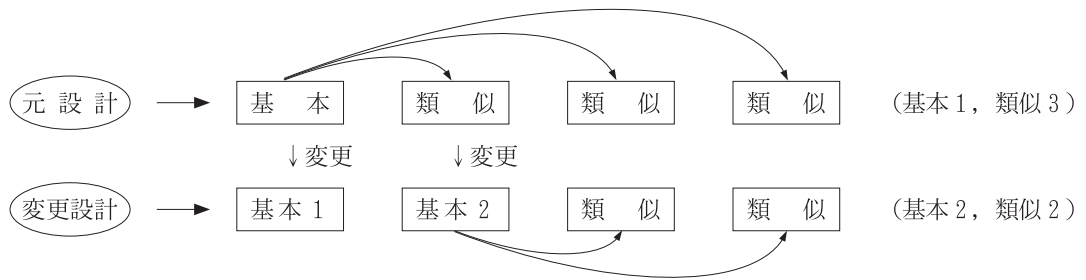 元設計 基本 類似 類似 類似 (基本1，類似3)
↓変更 ↓変更
変更設計 基本1 基本2 類似 類似 (基本2，類似2)